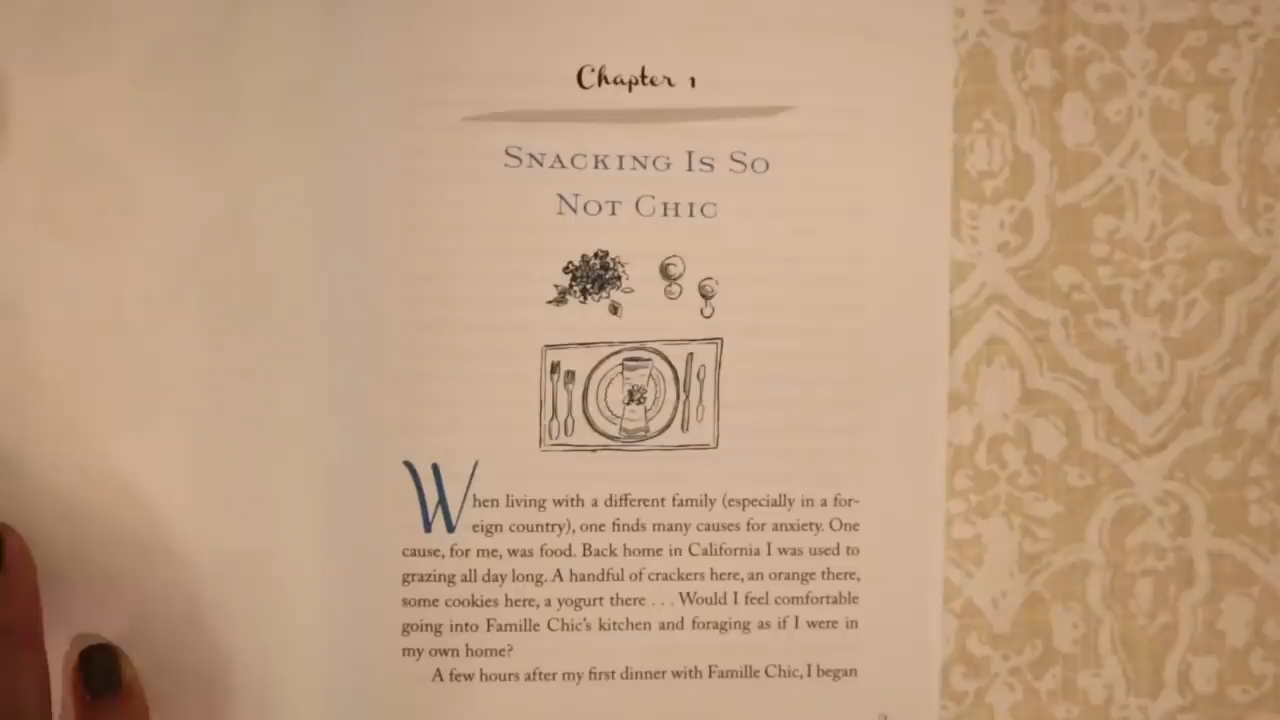 Chapter 1
Snacking Is So
Not Chic
When living with a different family (especially in a for-
eign country), one finds many causes for anxiety. One
cause, for me, was food. Back home in California I was used to
grazing all day long. A handful of crackers here, an orange there,
some cookies here, a yogurt there . . . Would I feel comfortable
going into Famille Chic's kitchen and foraging as if I were in
my own home?
A few hours after my first dinner with Famille Chic, I began